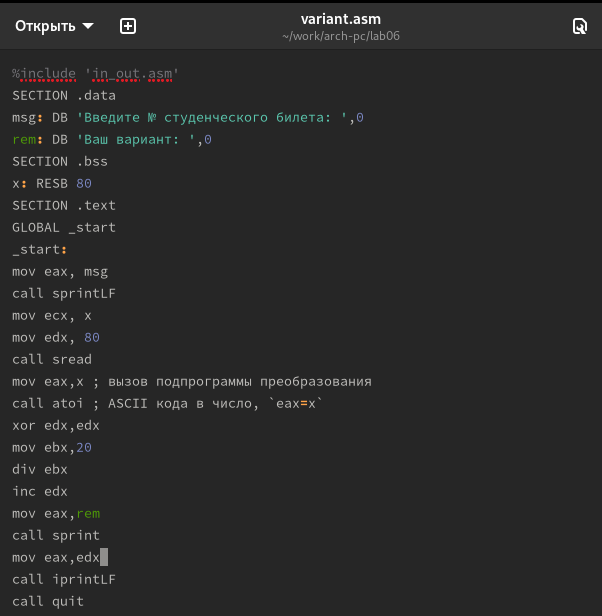 Открыть
variant.asm
~/work/arch-pc/lab06
%include 'in_out.asm'
SECTION .data
msg: DB 'Введите № студенческого билета: ',0
rem: DB 'Ваш вариант: ',0
SECTION .bss
x: RESB 80
SECTION .text
GLOBAL _start
_start:
mov eax, msg
call sprintLF
mov ecx, x
mov edx, 80
call sread
mov eax,x ; вызов подпрограммы преобразования
call atoi ; ASCII кода в число, `eax=x`
xor edx,edx
mov ebx,20
div ebx
inc edx
mov eax,rem
call sprint
mov eax,edx
call iprintLF
call quit